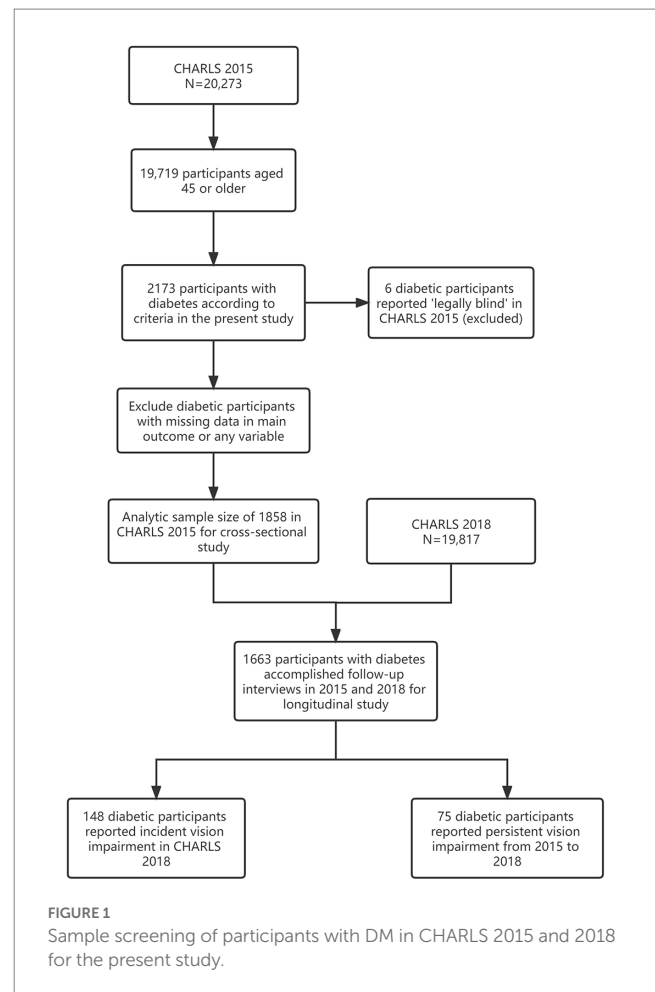 CHARLS 2015
N=20,273
19,719 participants aged
45 or older
2173 participants with
diabetes according to
criteria in the present study
6 diabetic participants
reported 'legally blind' in
CHARLS 2015 (excluded)
Exclude diabetic participants
with missing data in main
outcome or any variable
Analytic sample size of 1858 in
CHARLS 2015 for cross-sectional
study
CHARLS 2018
N=19,817
1663 participants with diabetes
accomplished follow-up
interviews in 2015 and 2018 for
longitudinal study
148 diabetic participants
reported incident vision
impairment in CHARLS
2018
75 diabetic participants
reported persistent vision
impairment from 2015 to
2018
FIGURE 1
Sample screening of participants with DM in CHARLS 2015 and 2018
for the present study.